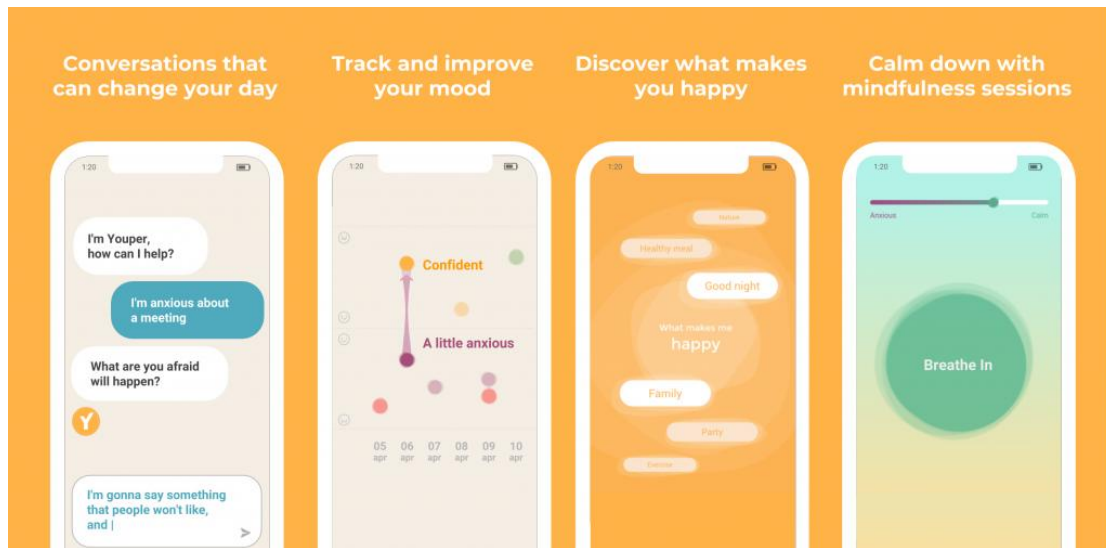 Conversations that
can change your day
1:20
I'm Youper,
how can I help?
I'm anxious about
a meeting
What are you afraid
will happen?
Y
I'm gonna say something
that people won't like,
and |
Track and improve
your mood
1:20
Confident
A little anxious
05 06 07 08 09 10
apr apr apr apr apr apr
Discover what makes
you happy
1:20
Nature
Healthy meal
Good night
What makes me
happy
Family
Party
Exercise
Calm down with
mindfulness sessions
1:20
Anxious Calm
Breathe In